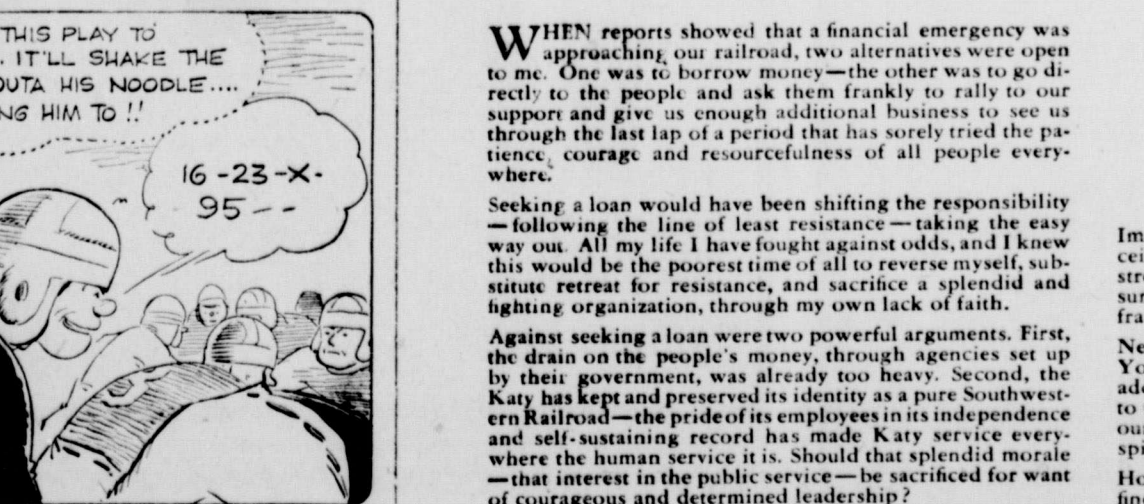 THIS PLAY TO
. IT'LL SHAKE THE
OUTA HIS NOODLE....
NG HIM TO !!
16-23-X-
95--
WHEN reports showed that a financial emergency was
approaching our railroad, two alternatives were open
to me. One was to borrow money—the other was to go di-
rectly to the people and ask them frankly to rally to our
support and give us enough additional business to see us
through the last lap of a period that has sorely tried the pa-
tience, courage and resourcefulness of all people every-
where.
Seeking a loan would have been shifting the responsibility
—following the line of least resistance—taking the easy
way out. All my life I have fought against odds, and I knew
this would be the poorest time of all to reverse myself, sub-
stitute retreat for resistance, and sacrifice a splendid and
fighting organization, through my own lack of faith.
Against seeking a loan were two powerful arguments. First,
the drain on the people's money, through agencies set up
by their government, was already too heavy. Second, the
Katy has kept and preserved its identity as a pure Southwest-
ern Railroad—the pride of its employees in its independence
and self-sustaining record has made Katy service every-
where the human service it is. Should that splendid morale
—that interest in the public service—be sacrificed for want
of courageous and determined leadership?
Im
cei
stre
sur
fra
Ne
Yo
ade
to
our
spi